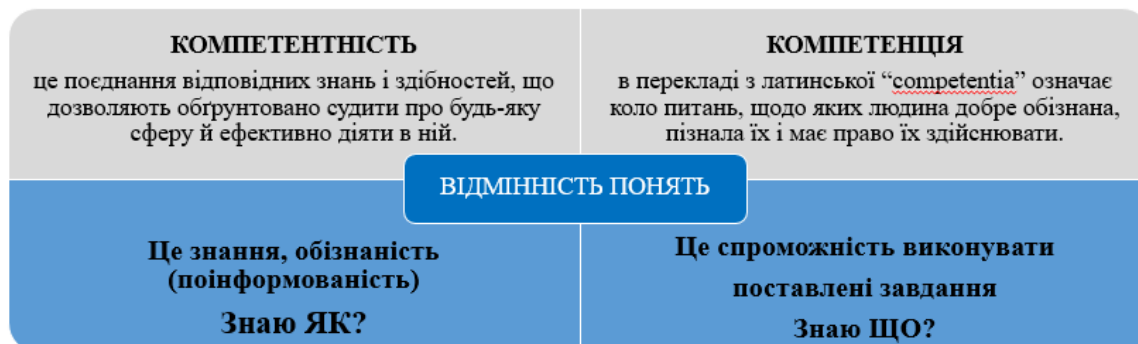 КОМПЕТЕНТНІСТЬ
це поєднання відповідних знань і здібностей, що
дозволяють обґрунтовано судити про будь-яку
сферу й ефективно діяти в ній.
КОМПЕТЕНЦІЯ
в перекладі з латинської “competentia” означає
коло питань, щодо яких людина добре обізнана,
пізнала їх і має право їх здійснювати.
ВІДМІННІСТЬ ПОНЯТЬ
Це знання, обізнаність
(поінформованість)
Знаю ЯК?
Це спроможність виконувати
поставлені завдання
Знаю ЩО?